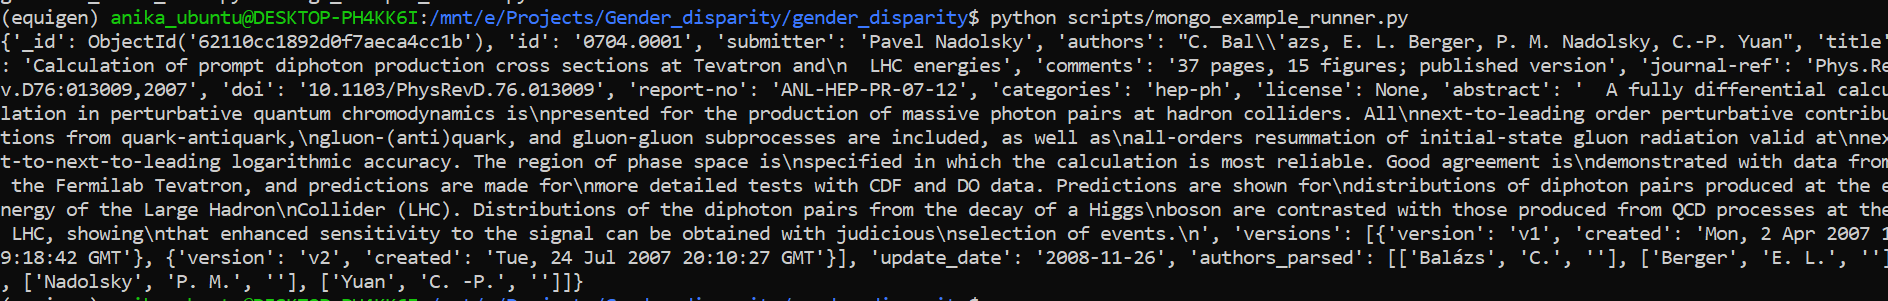 (equigen) anika_ubuntu@DESKTOP-PH4KK6I:/mnt/e/Projects/Gender_disparity/gender_disparity$ python scripts/mongo_example_runner.py
{'_id': ObjectId('62110cc1892d0f7aeca4cc1b'), 'id': '0704.0001', 'submitter': 'Pavel Nadolsky', 'authors': "C. Bal\\'azs, E. L. Berger, P. M. Nadolsky, C.-P. Yuan", 'title'
: 'Calculation of prompt diphoton production cross sections at Tevatron and\n  LHC energies', 'comments': '37 pages, 15 figures; published version', 'journal-ref': 'Phys.Re
v.D76:013009,2007', 'doi': '10.1103/PhysRevD.76.013009', 'report-no': 'ANL-HEP-PR-07-12', 'categories': 'hep-ph', 'license': None, 'abstract': '  A fully differential calcu
lation in perturbative quantum chromodynamics is\npresented for the production of massive photon pairs at hadron colliders. All\nnext-to-leading order perturbative contribu
tions from quark-antiquark,\ngluon-(anti)quark, and gluon-gluon subprocesses are included, as well as\nall-orders resummation of initial-state gluon radiation valid at\nnex
t-to-next-to-leading logarithmic accuracy. The region of phase space is\nspecified in which the calculation is most reliable. Good agreement is\ndemonstrated with data from
 the Fermilab Tevatron, and predictions are made for\nmore detailed tests with CDF and DO data. Predictions are shown for\ndistributions of diphoton pairs produced at the e
nergy of the Large Hadron\nCollider (LHC). Distributions of the diphoton pairs from the decay of a Higgs\nboson are contrasted with those produced from QCD processes at the
 LHC, showing\nthat enhanced sensitivity to the signal can be obtained with judicious\nselection of events.\n', 'versions': [{'version': 'v1', 'created': 'Mon, 2 Apr 2007 1
9:18:42 GMT'}, {'version': 'v2', 'created': 'Tue, 24 Jul 2007 20:10:27 GMT'}], 'update_date': '2008-11-26', 'authors_parsed': [['Balázs', 'C.', ''], ['Berger', 'E. L.', '']
, ['Nadolsky', 'P. M.', ''], ['Yuan', 'C. -P.', '']]}